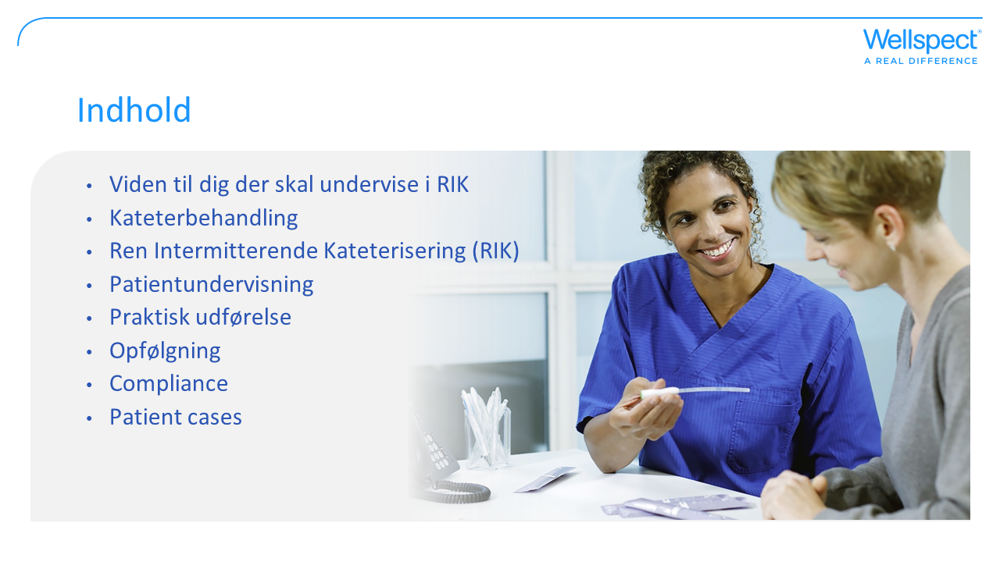 Wellspect®
A REAL DIFFERENCE
Indhold
• Viden til dig der skal undervise i RIK
• Kateterbehandling
• Ren Intermitterende Kateterisering (RIK)
• Patientundervisning
• Praktisk udførelse
• Opfølgning
• Compliance
• Patient cases